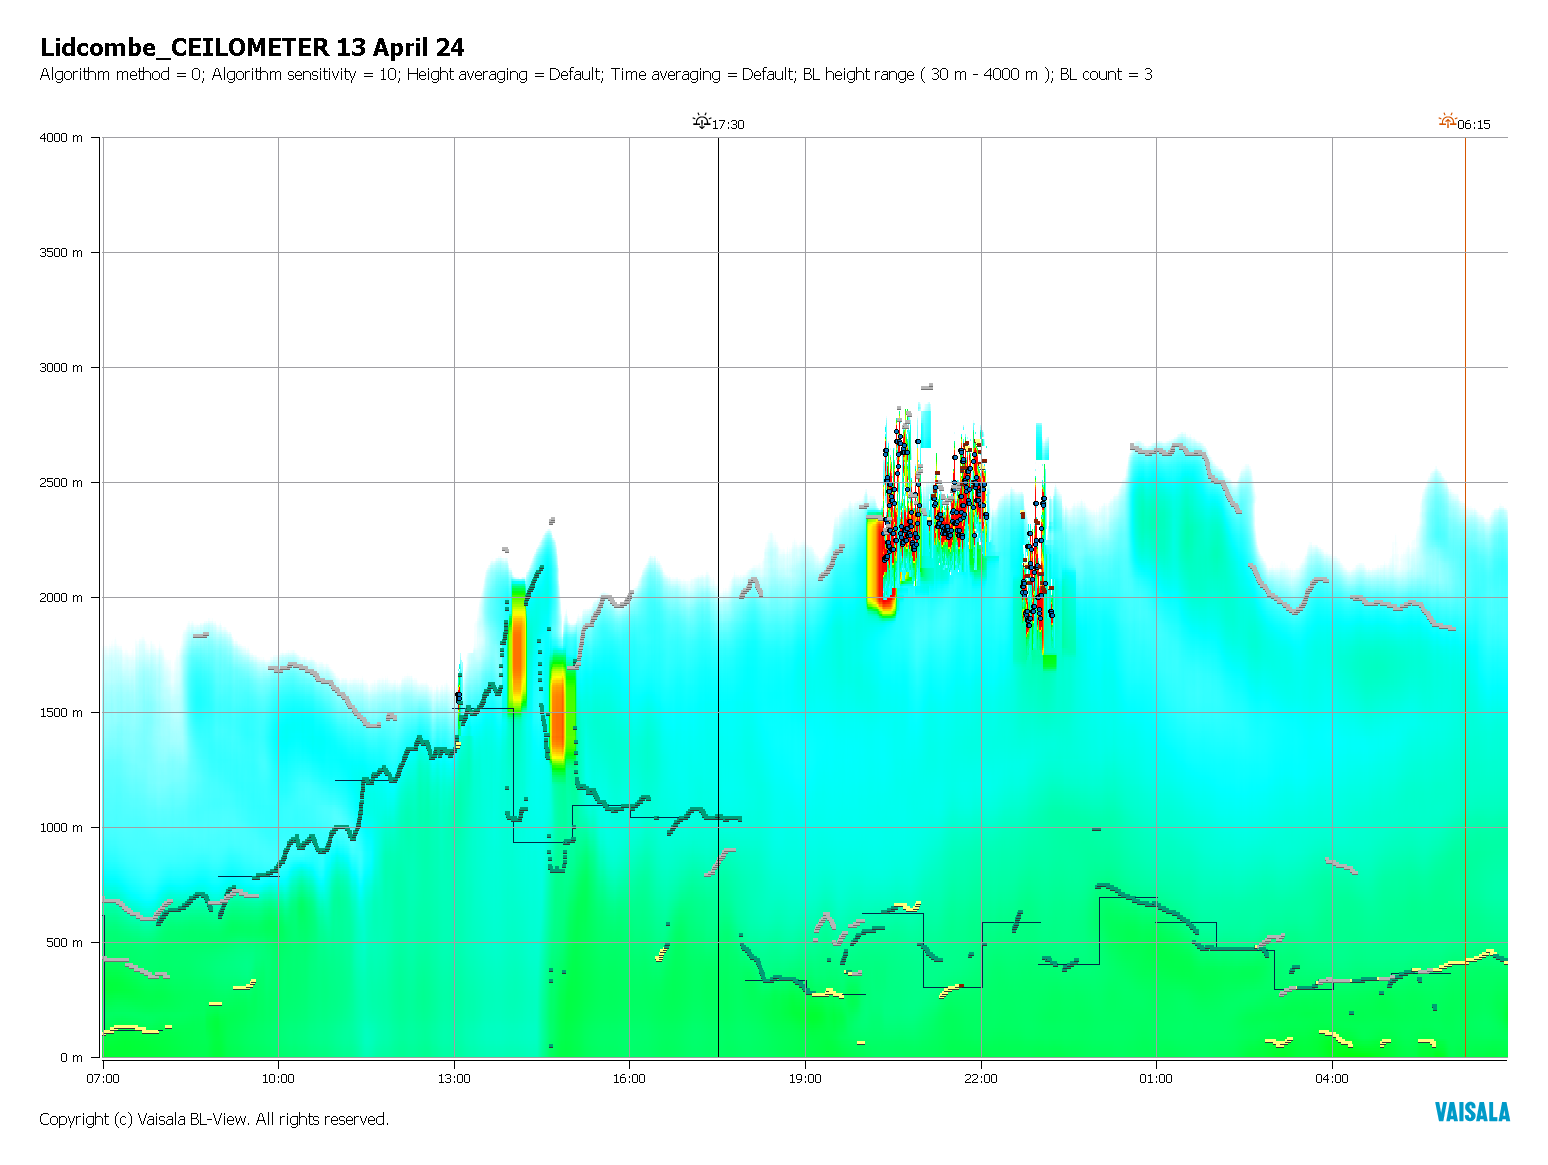 Lidcombe_CEILOMETER 13 April 24
Algorithm method = 0; Algorithm sensitivity = 10; Height averaging = Default; Time averaging = Default; BL height range ( 30 m - 4000 m ); BL count = 3
17:30
06:15
4000 m
3500 m
3000 m
2500 m
2000 m
1500 m
1000 m
500 m
0 m
07:00
10:00
13:00
16:00
19:00
22:00
01:00
04:00
Copyright (c) Vaisala BL-View. All rights reserved.
VAISALA